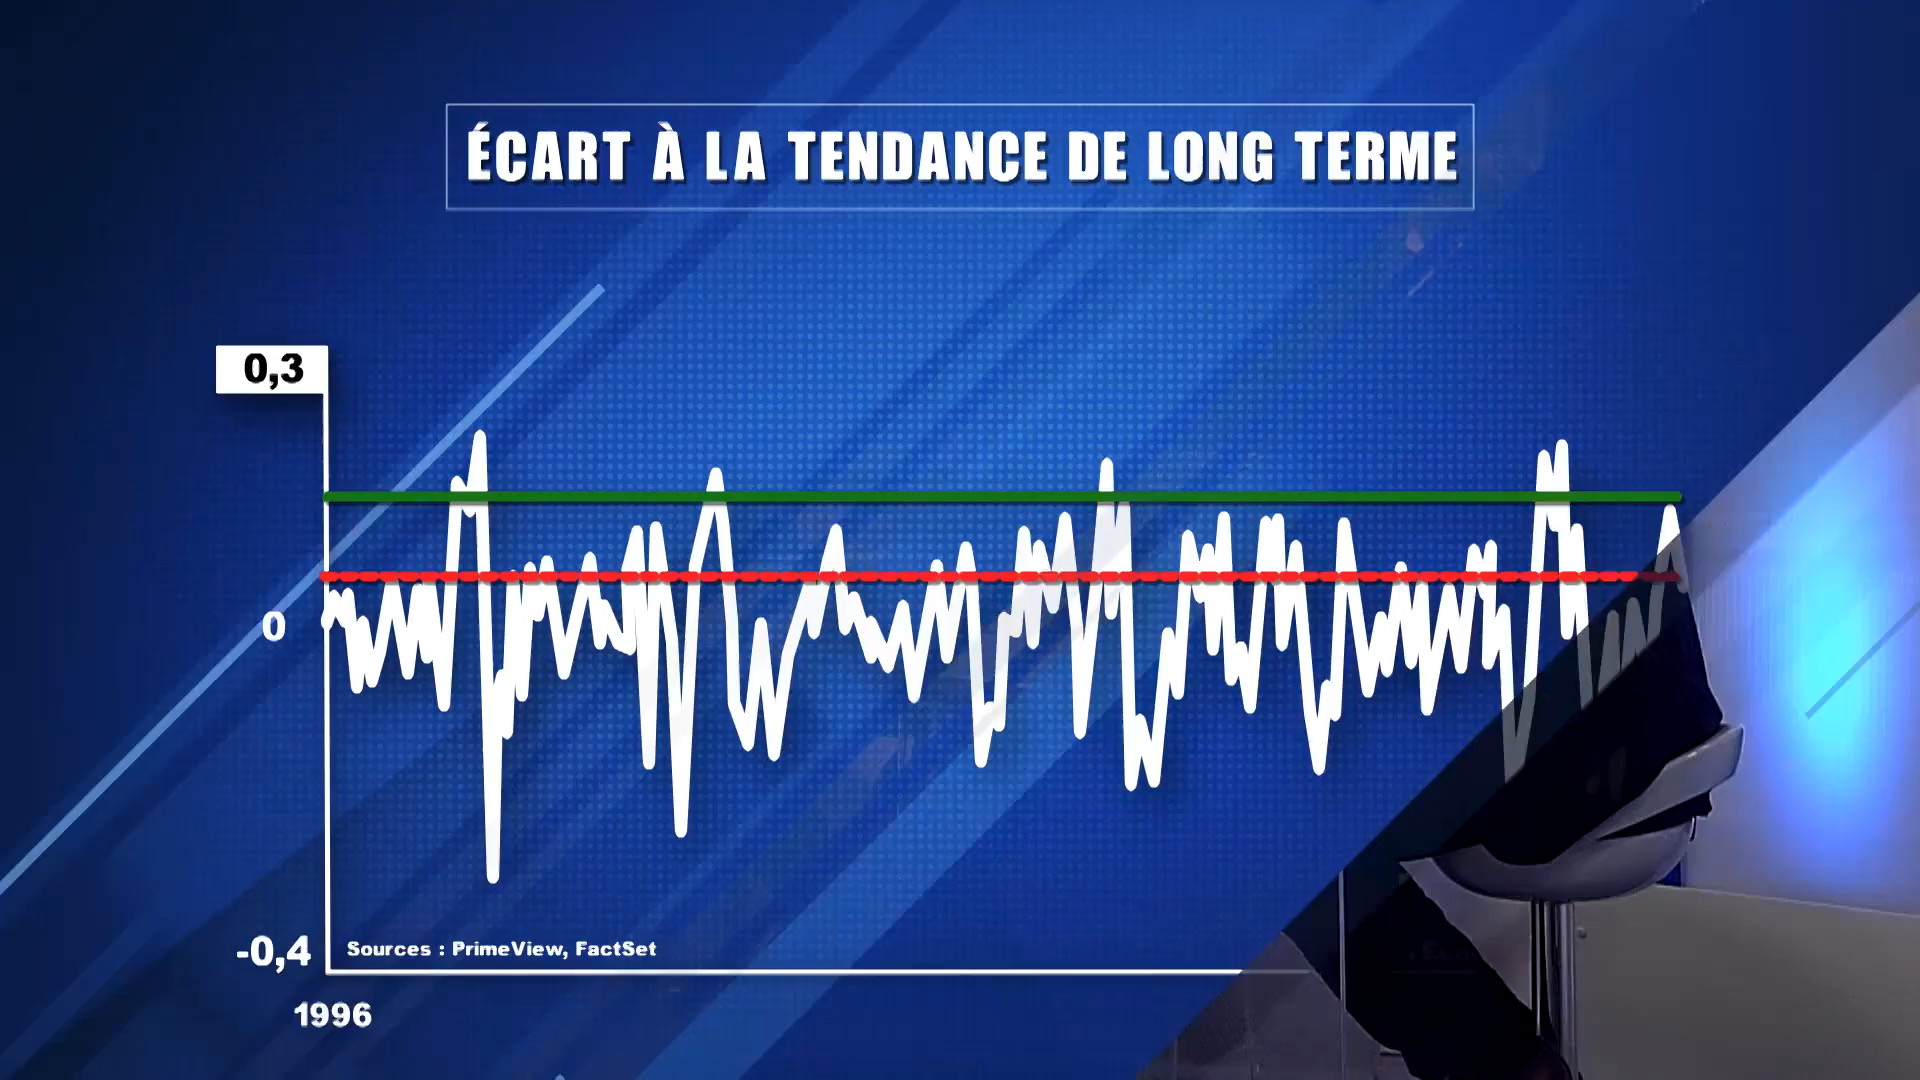 ÉCART À LA TENDANCE DE LONG TERME
0,3
0
-0,4
Sources : PrimeView, FactSet
1996